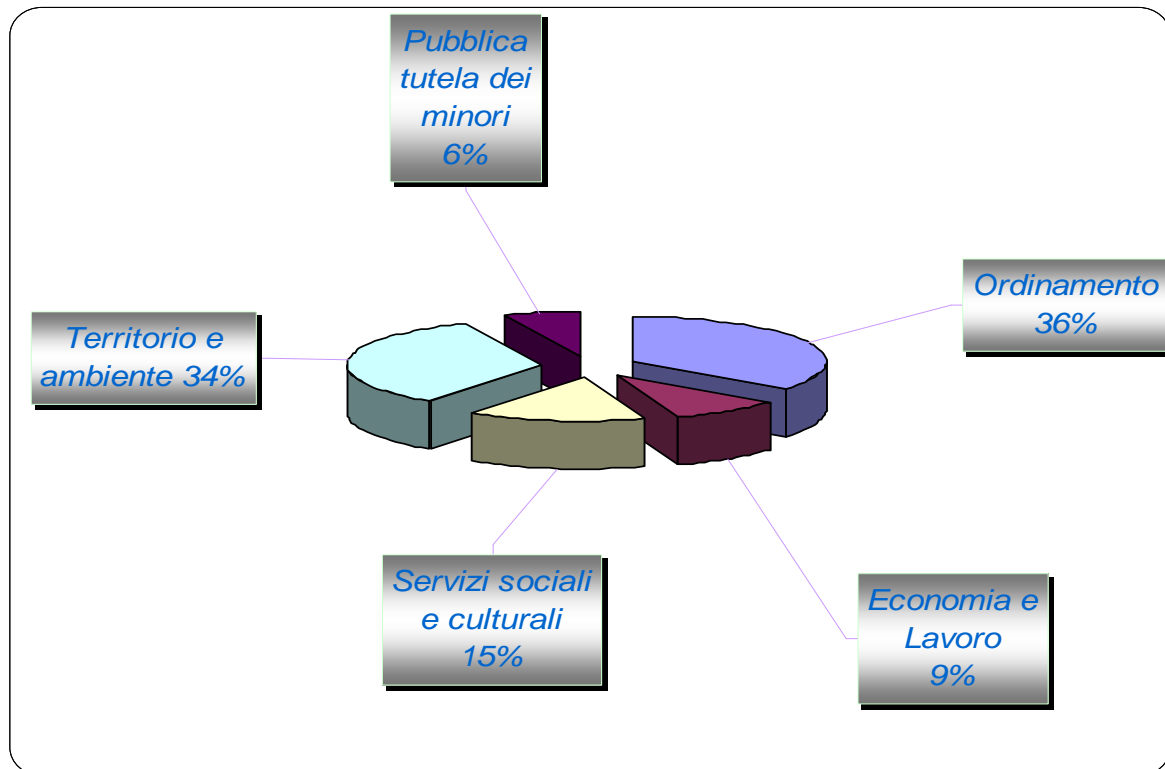 Pubblica
tutela dei
minori
6%
Ordinamento
36%
Territorio e
ambiente 34%
Servizi sociali
e culturali
15%
Economia e
Lavoro
9%